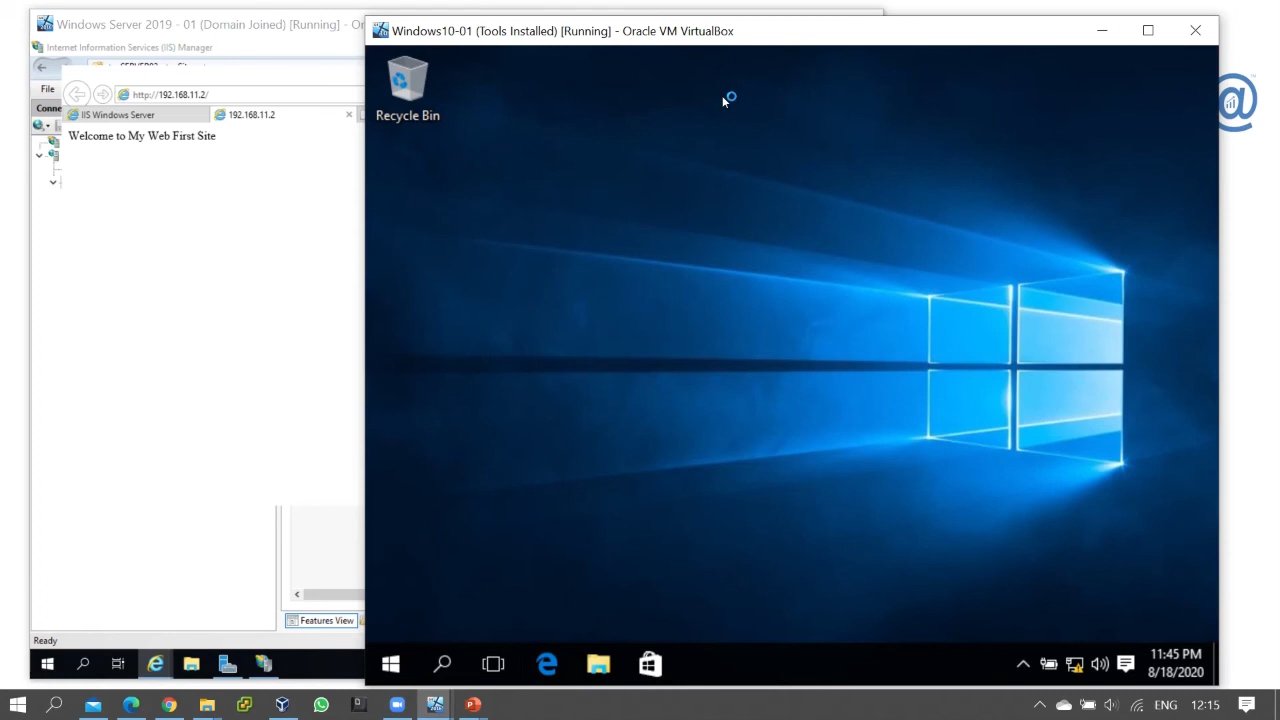 Windows Server 2019 - 01 (Domain Joined) [Running] - Or
Windows10-01 (Tools Installed) [Running] - Oracle VM VirtualBox
Internet Information Services (IIS) Manager
File
http://192.168.11.2/
Conne
IIS Windows Server
192.168.11.2
Welcome to My Web First Site
Recycle Bin
Features View
Ready
11:45 PM
8/18/2020
ENG
12:15